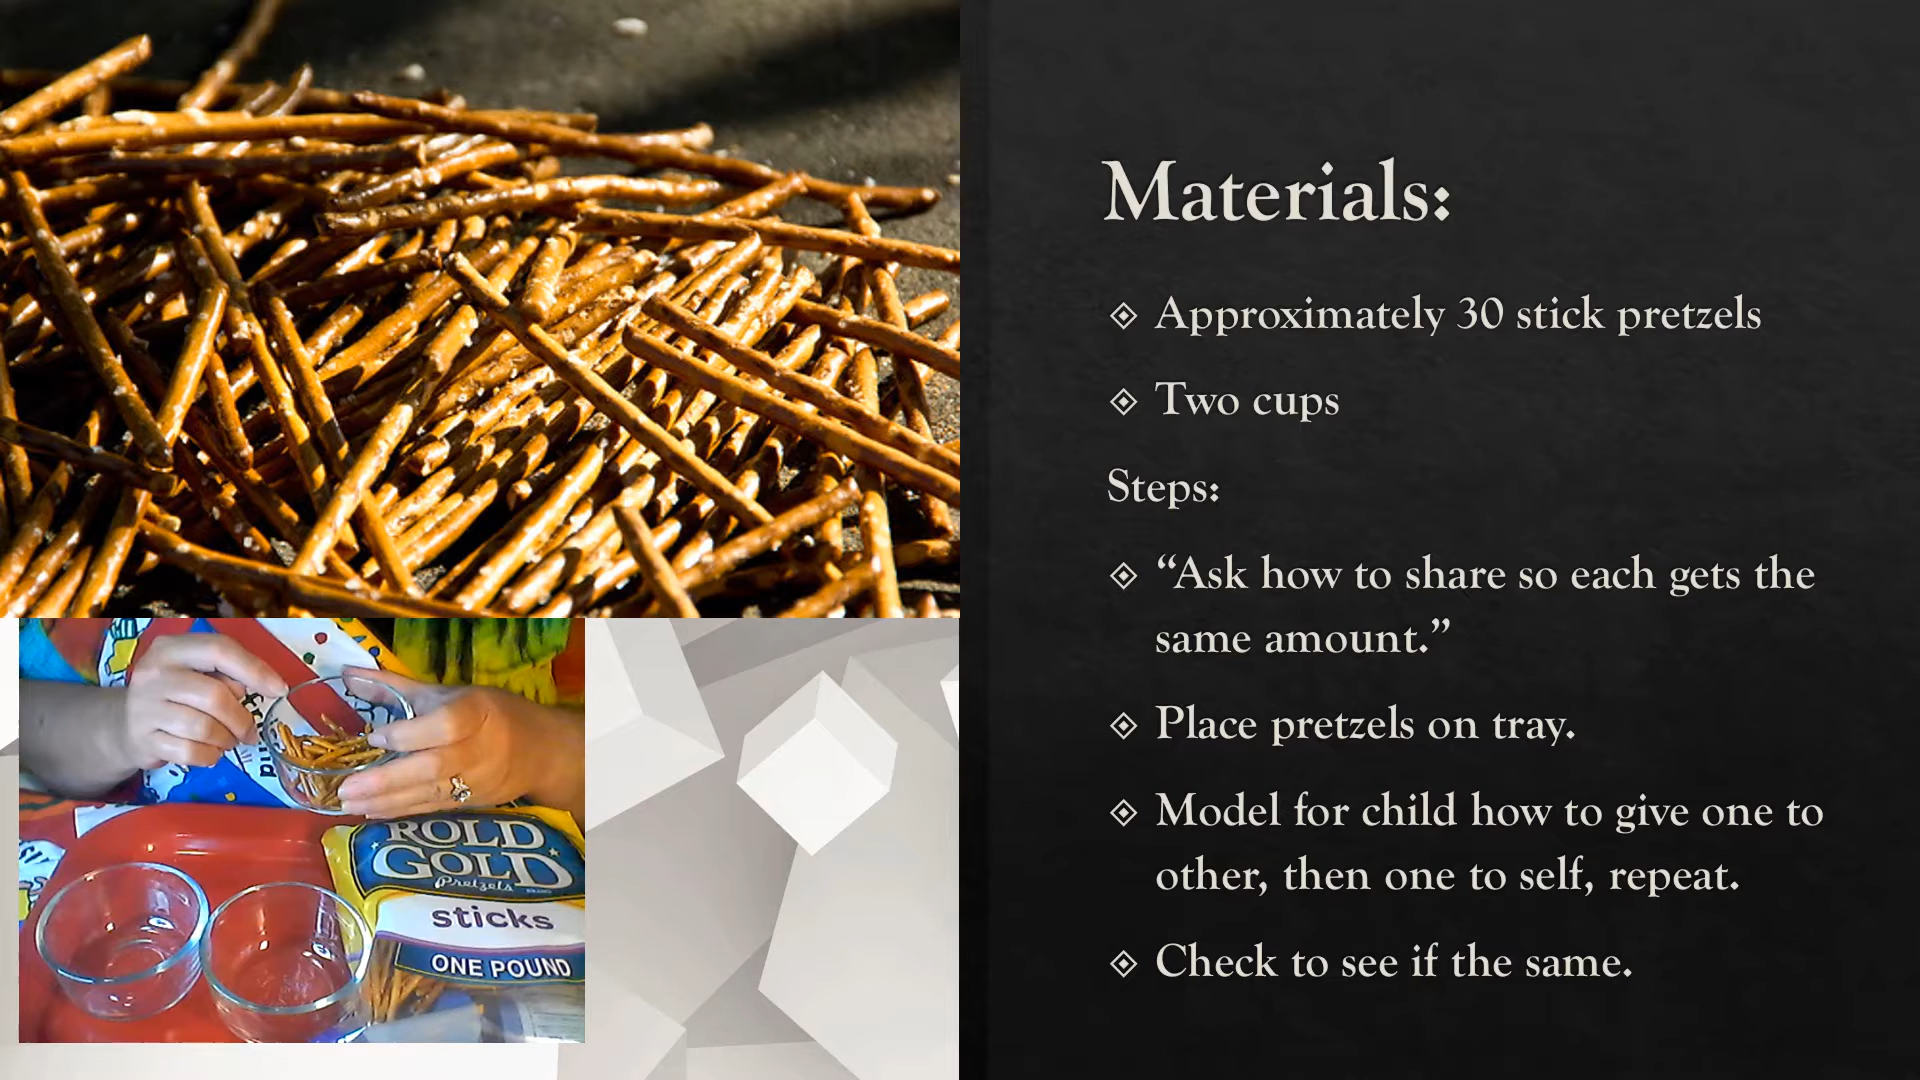 Materials:
Approximately 30 stick pretzels
Two cups
Steps:
“Ask how to share so each gets the
same amount.”
Place pretzels on tray.
Model for child how to give one to
other, then one to self, repeat.
Check to see if the same.
ROLD
GOLD
Pretzels
sticks
ONE POUND